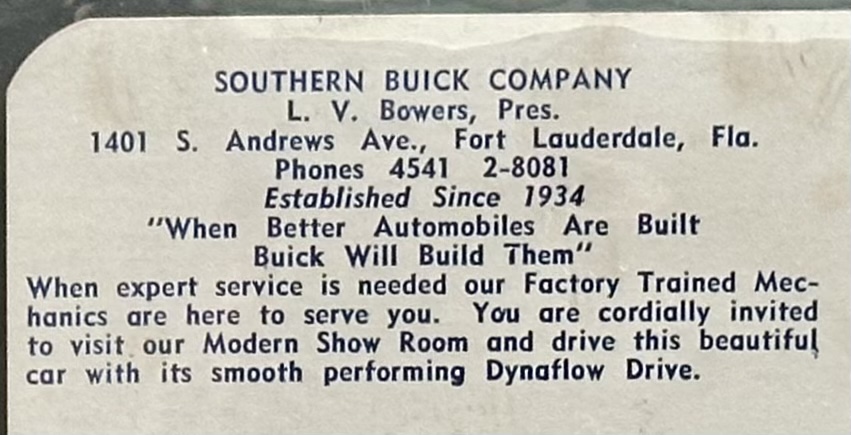 SOUTHERN BUICK COMPANY
L. V. Bowers, Pres.
1401 S. Andrews Ave., Fort Lauderdale, Fla.
Phones 4541 2-8081
Established Since 1934
"When Better Automobiles Are Built
Buick Will Build Them"
When expert service is needed our Factory Trained Mec-
hanics are here to serve you. You are cordially invited
to visit our Modern Show Room and drive this beautiful
car with its smooth performing Dynaflow Drive.